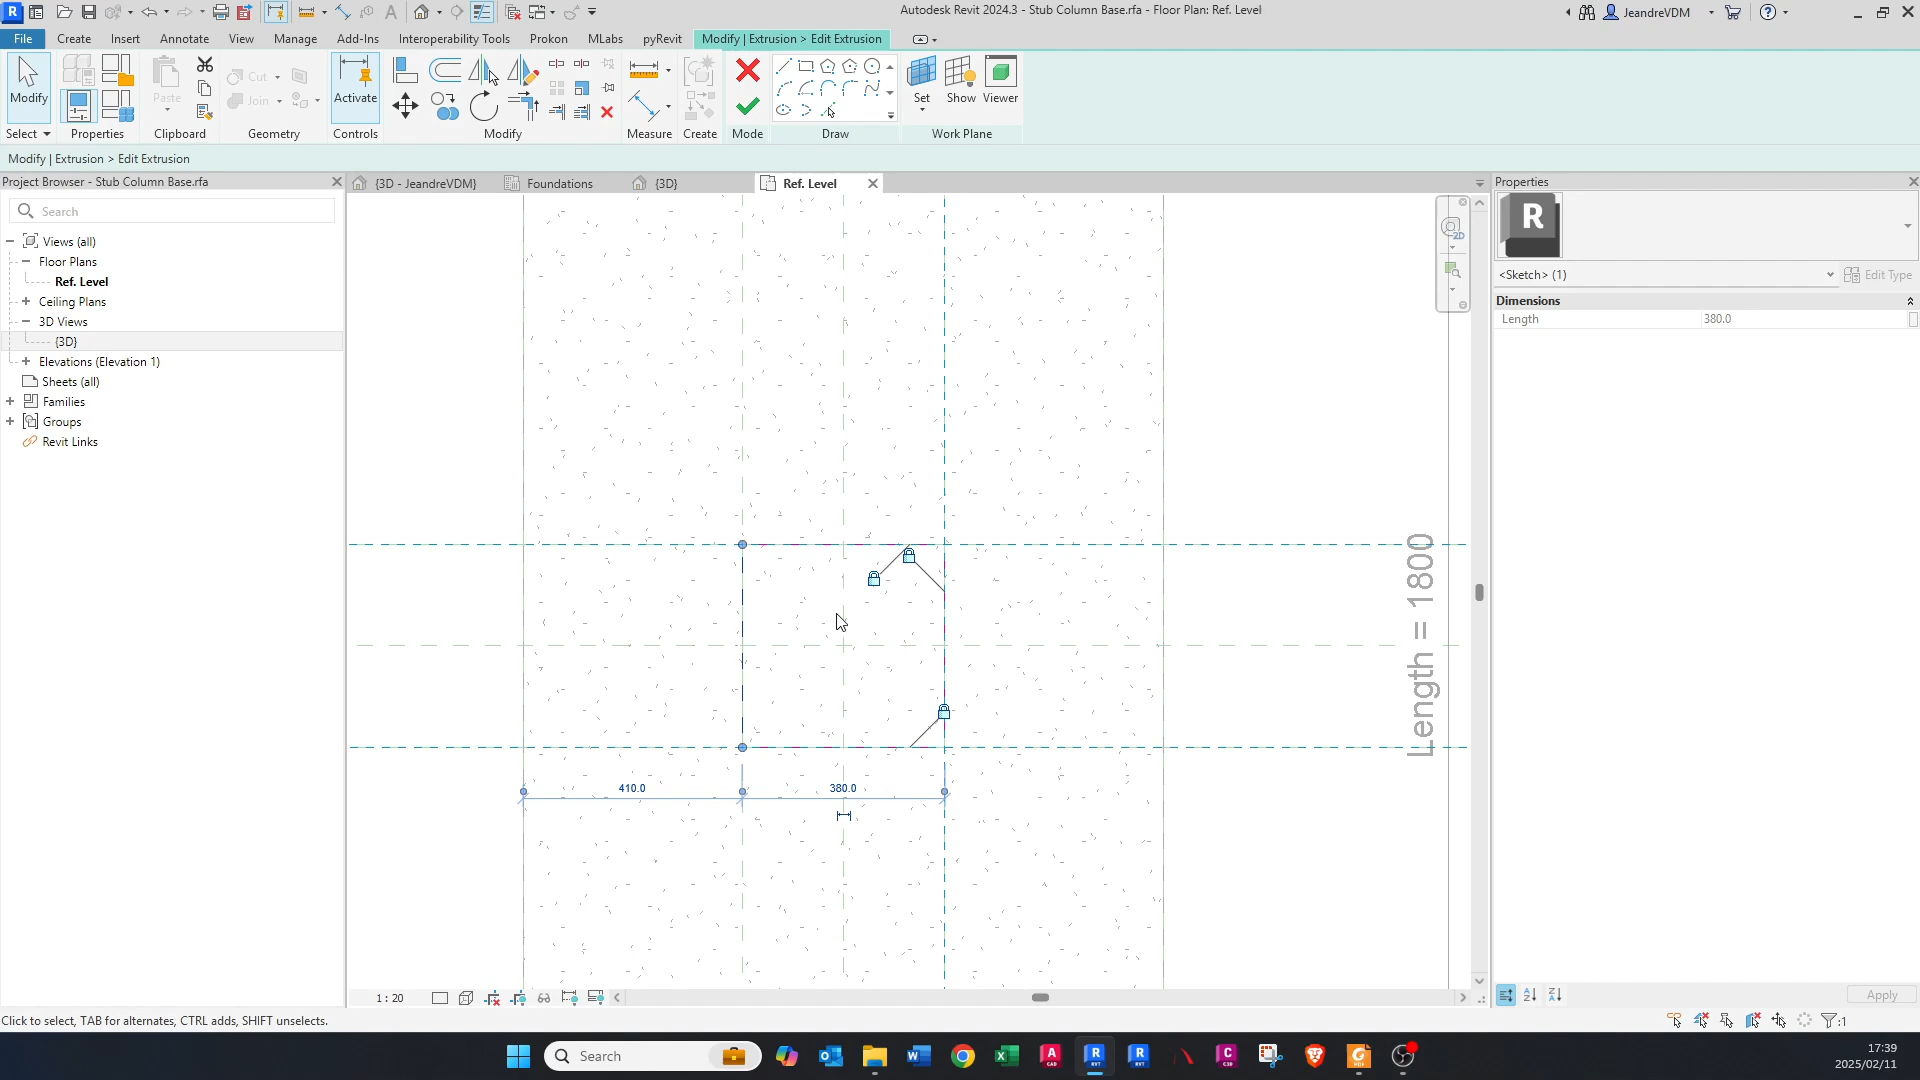 Autodesk Revit 2024.3 - Stub Column Base.rfa - Floor Plan: Ref. Level
JeandreVDM
File
Create
Insert
Annotate
View
Manage
Add-Ins
Interoperability Tools
Prokon
MLabs
pyRevit
Modify | Extrusion > Edit Extrusion
Modify
Paste
Cut
Join
Activate
Set
Show
Viewer
Select
Properties
Clipboard
Geometry
Controls
Modify
Measure
Create
Mode
Draw
Work Plane
Modify | Extrusion > Edit Extrusion
Project Browser - Stub Column Base.rfa
Search
Views (all)
Floor Plans
Ref. Level
Ceiling Plans
3D Views
{3D}
Elevations (Elevation 1)
Sheets (all)
Families
Groups
Revit Links
{3D - JeandreVDM}
Foundations
{3D}
Ref. Level
2D
Length = 1800
410.0
380.0
1 : 20
Properties
R
<Sketch> (1)
Edit Type
Dimensions
Length
380.0
Apply
Click to select, TAB for alternates, CTRL adds, SHIFT unselects.
:1
Search
17:39
2025/02/11